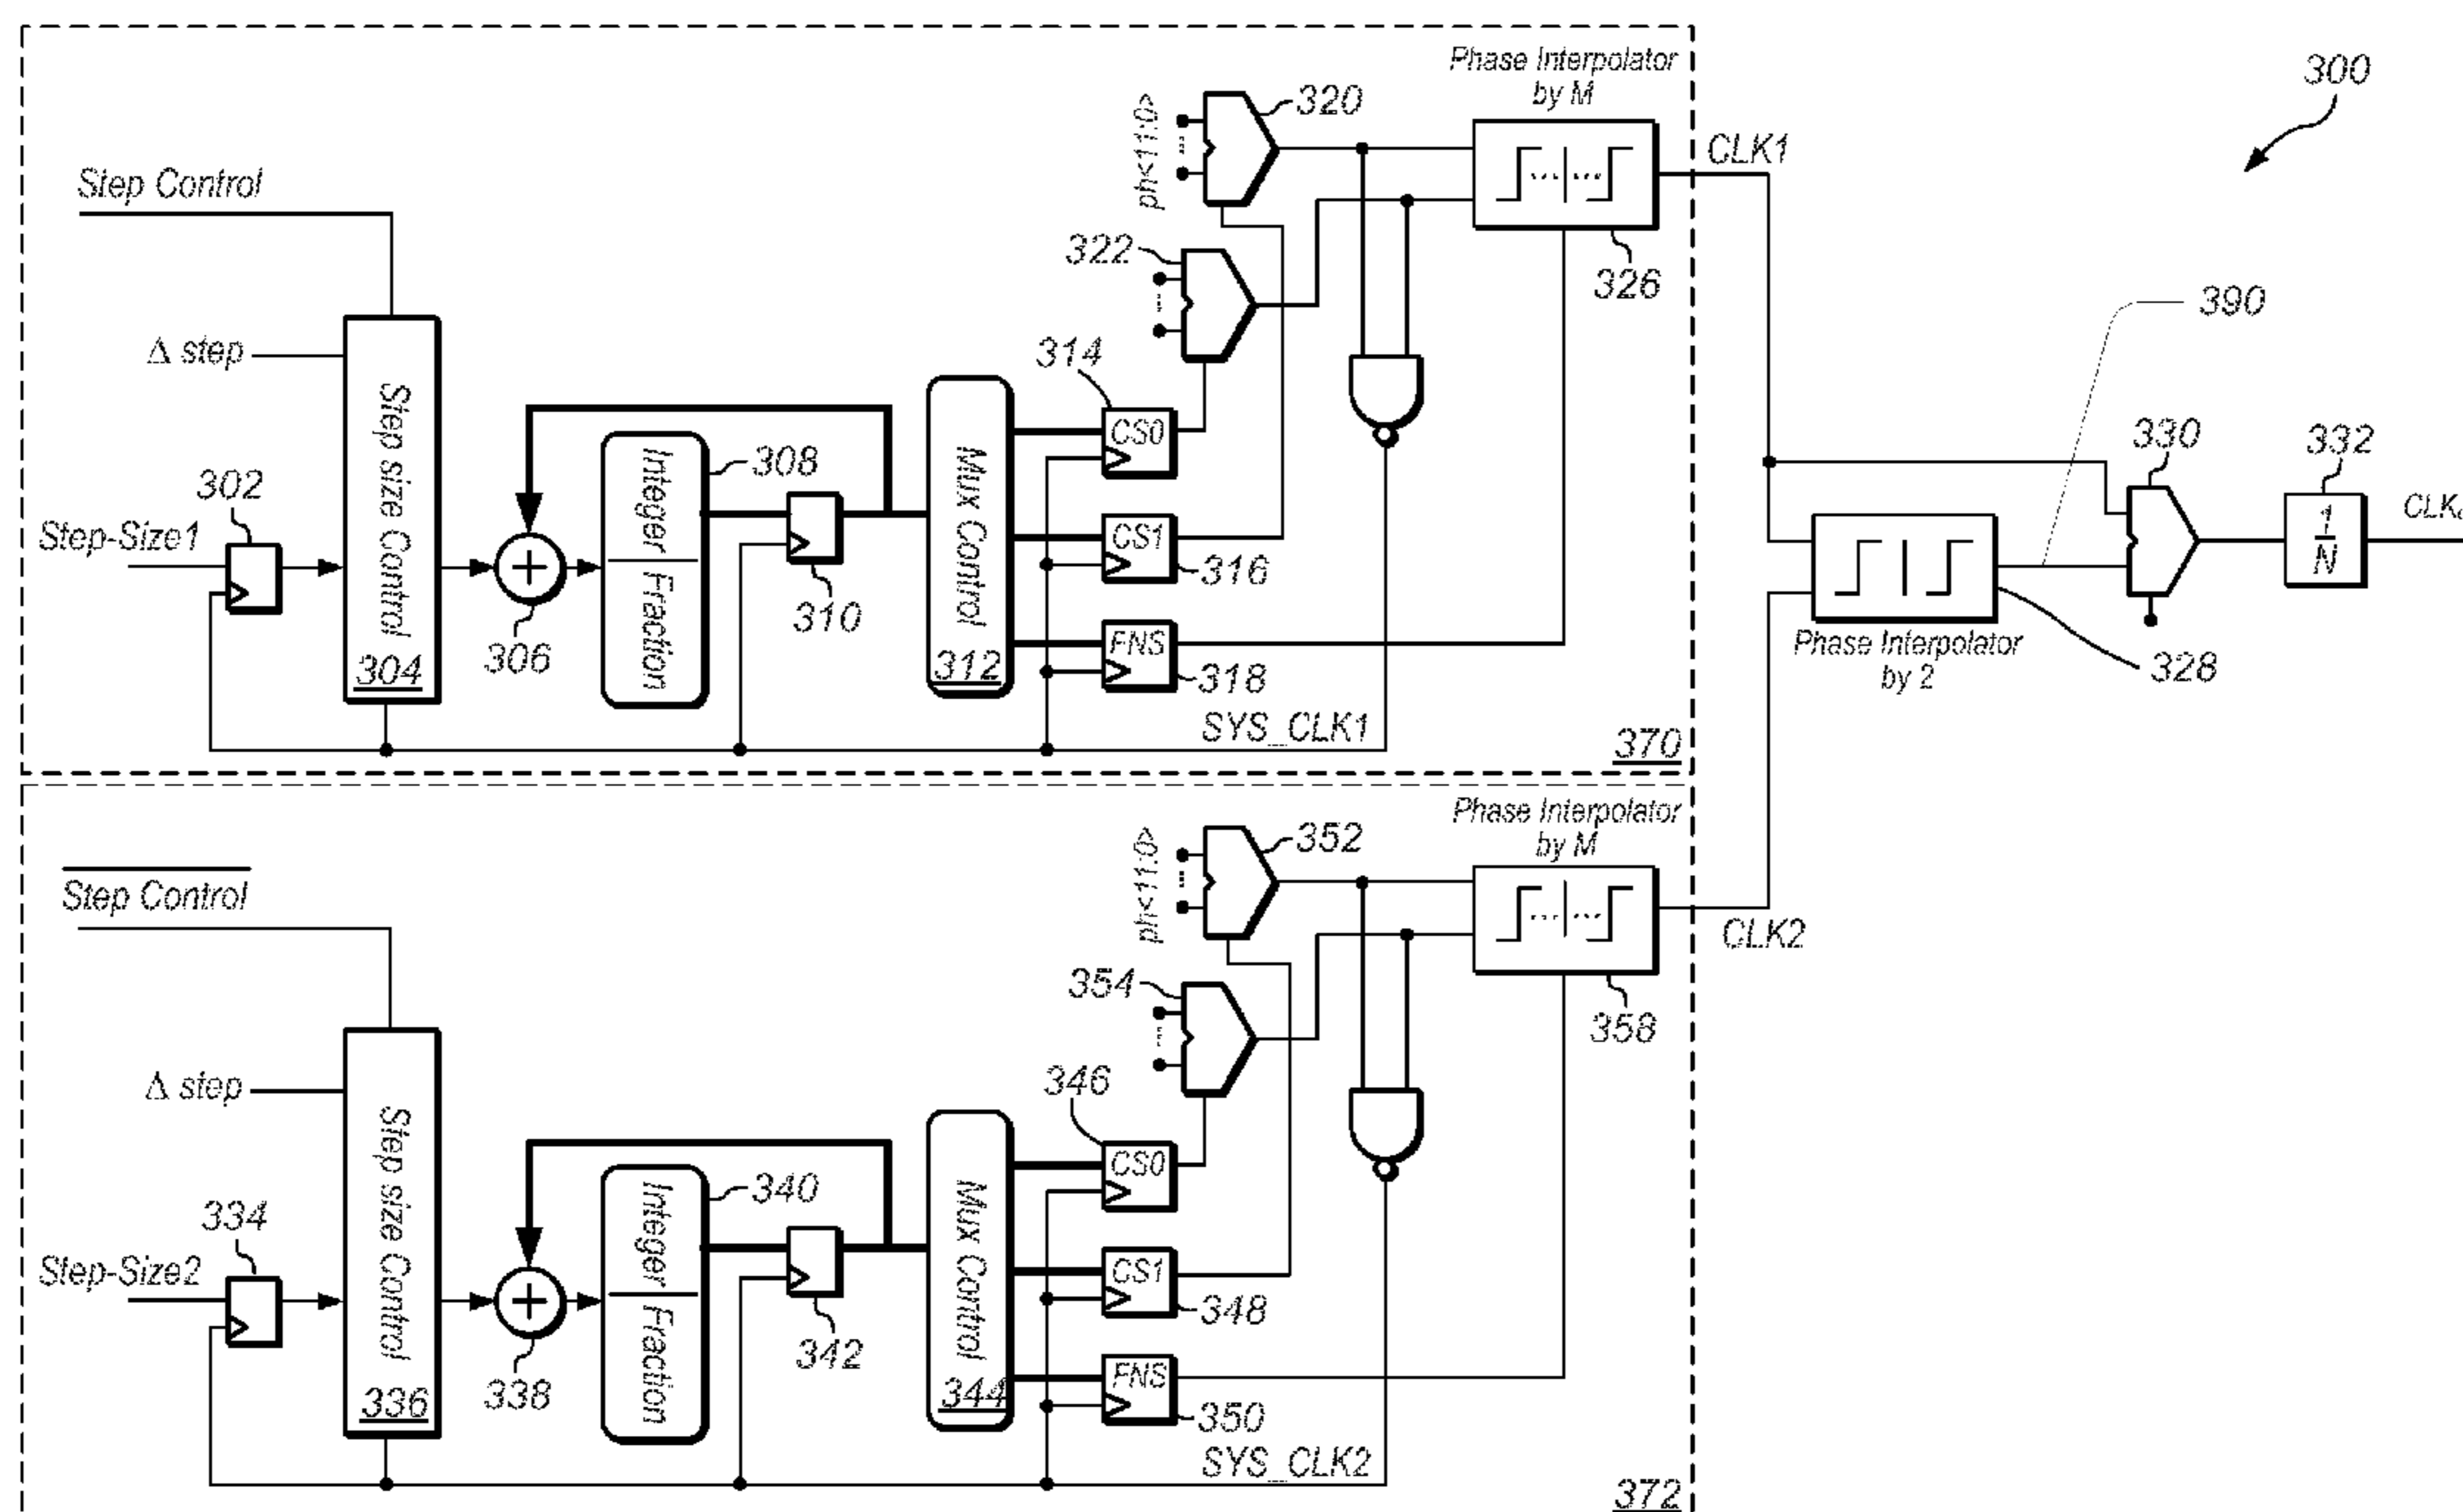 Phase Interpolator
by M
300
ph<11:0>
320
CLK1
Step Control
322
326
390
Δ step
314
Step size Control
304
CS0
330
332
302
Integer
Fraction
308
Mux Control
312
Step-Size1
CS1
316
1
N
306
310
FNS
318
Phase Interpolator
by 2
328
SYS_CLK1
370
Phase Interpolator
by M
ph<11:0>
352
Step Control
CLK2
354
358
Δ step
346
Step size Control
336
CS0
334
Integer
Fraction
340
Mux Control
344
Step-Size2
CS1
348
338
342
FNS
350
SYS_CLK2
372